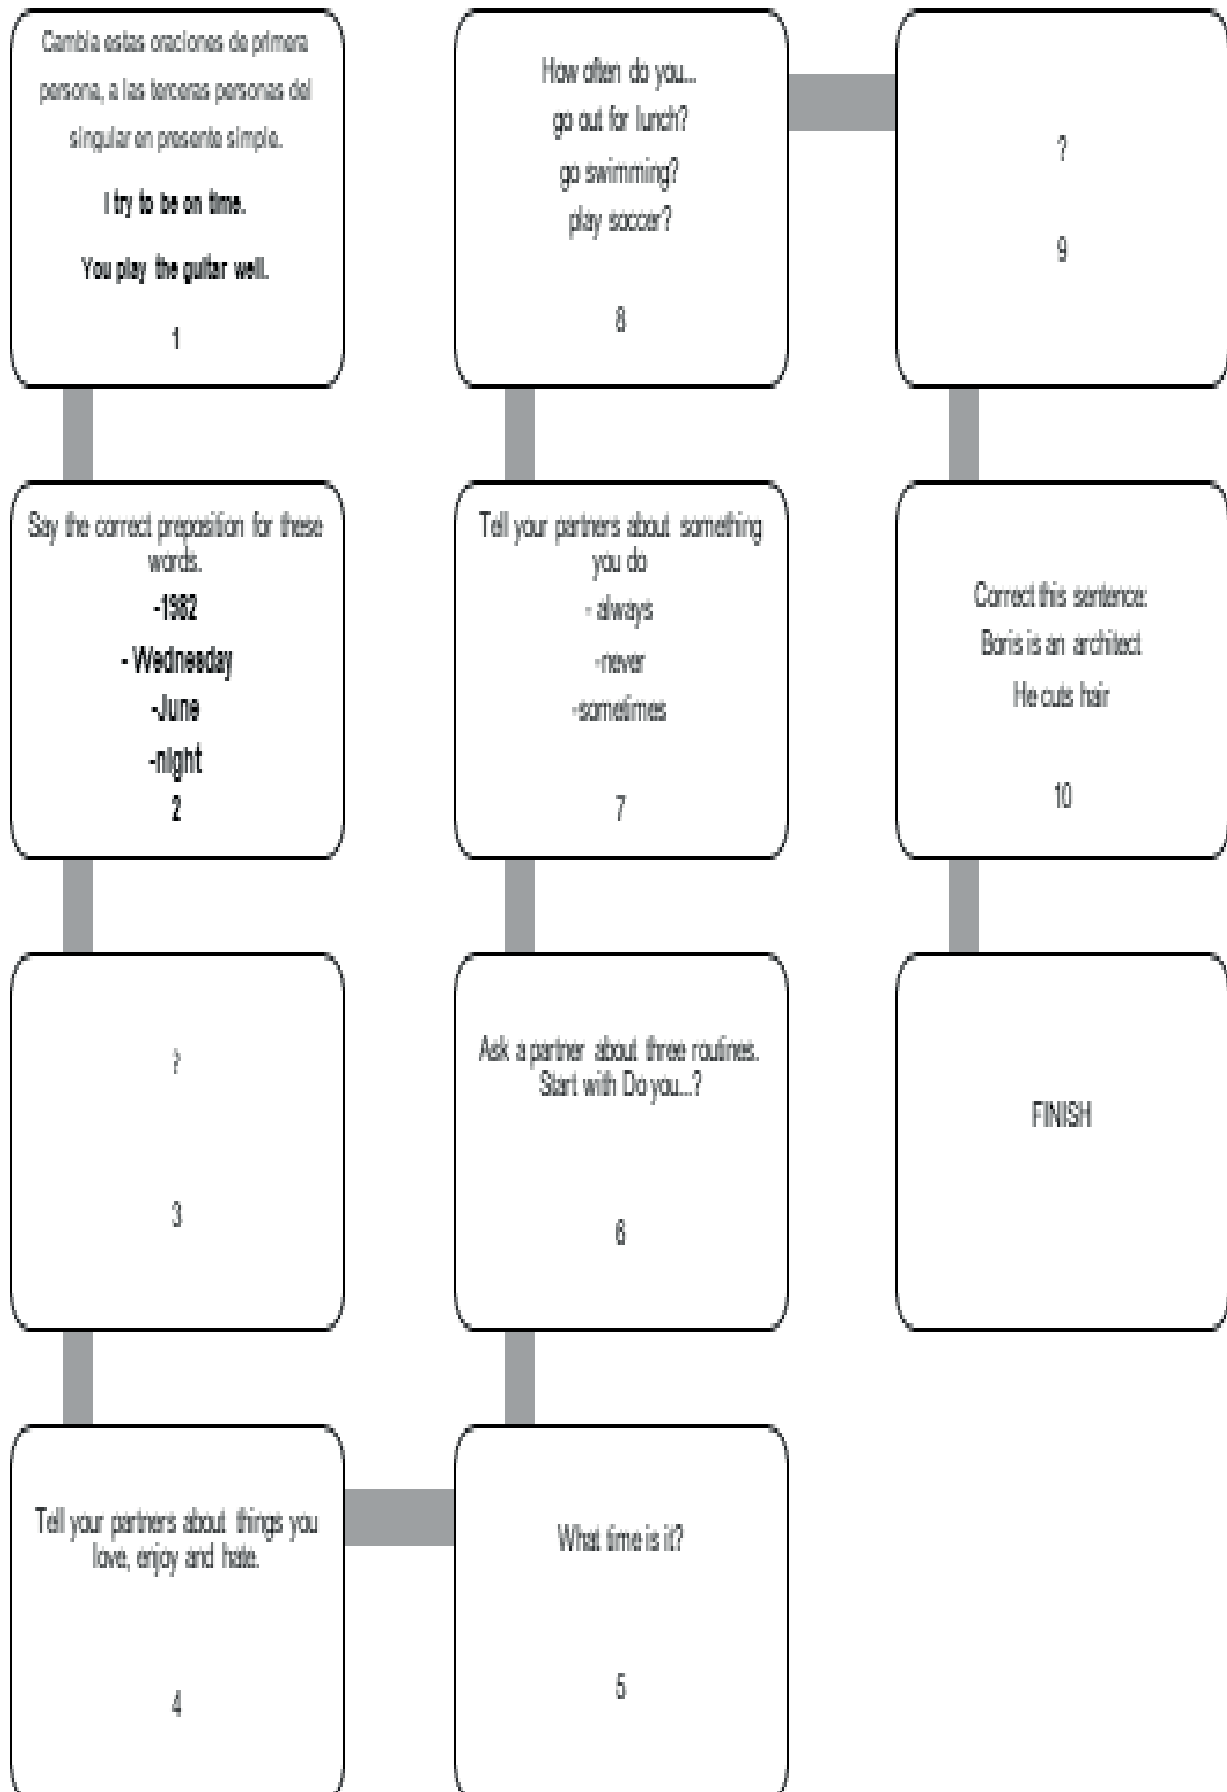 Cambia estas oraciones de primera
persona, a las terceras personas del
singular en presente simple.
I try to be on time.
You play the guitar well.
1
Say the correct preposition for these
words.
-1982
- Wednesday
-June
-night
2
?
3
Tell your partners about things you
love, enjoy and hate.
4
What time is it?
5
Ask a partner about three routines.
Start with Do you...?
6
Tell your partners about something
you do
- always
-never
-sometimes
7
How often do you...
go out for lunch?
go swimming?
play soccer?
8
?
9
Correct this sentence:
Boris is an architect
He cuts hair
10
FINISH